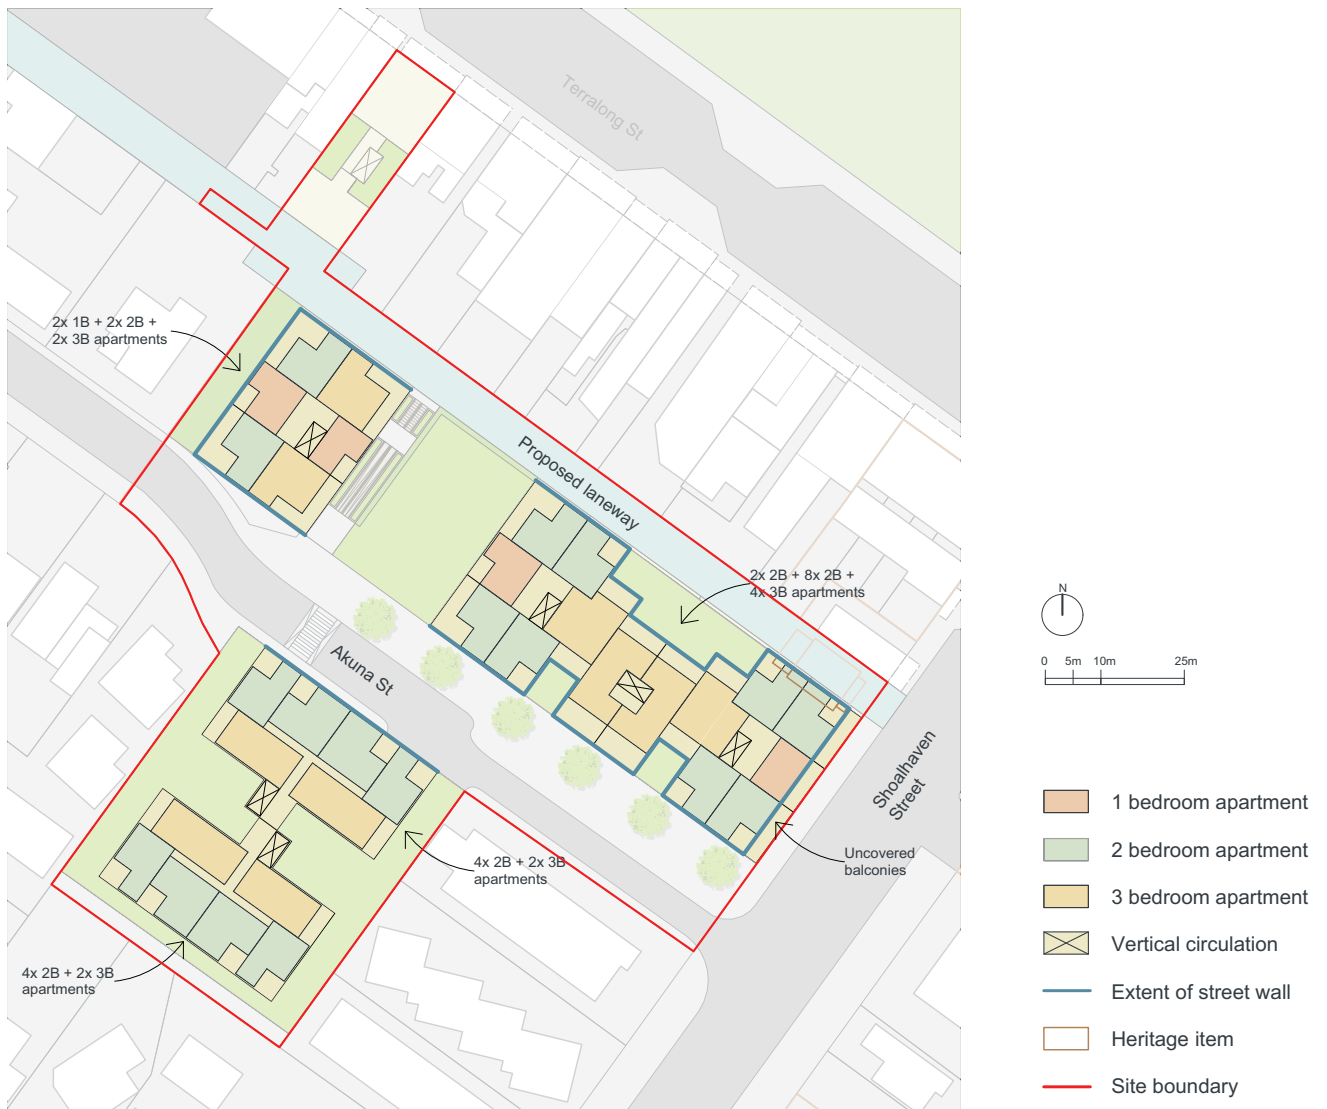 Terralong St
2x 1B + 2x 2B +
2x 3B apartments
Proposed laneway
2x 2B + 8x 2B +
4x 3B apartments
Akuna St
Shoalhaven
Street
Uncovered
balconies
4x 2B + 2x 3B
apartments
4x 2B + 2x 3B
apartments
N
0 5m 10m 25m
1 bedroom apartment
2 bedroom apartment
3 bedroom apartment
Vertical circulation
Extent of street wall
Heritage item
Site boundary